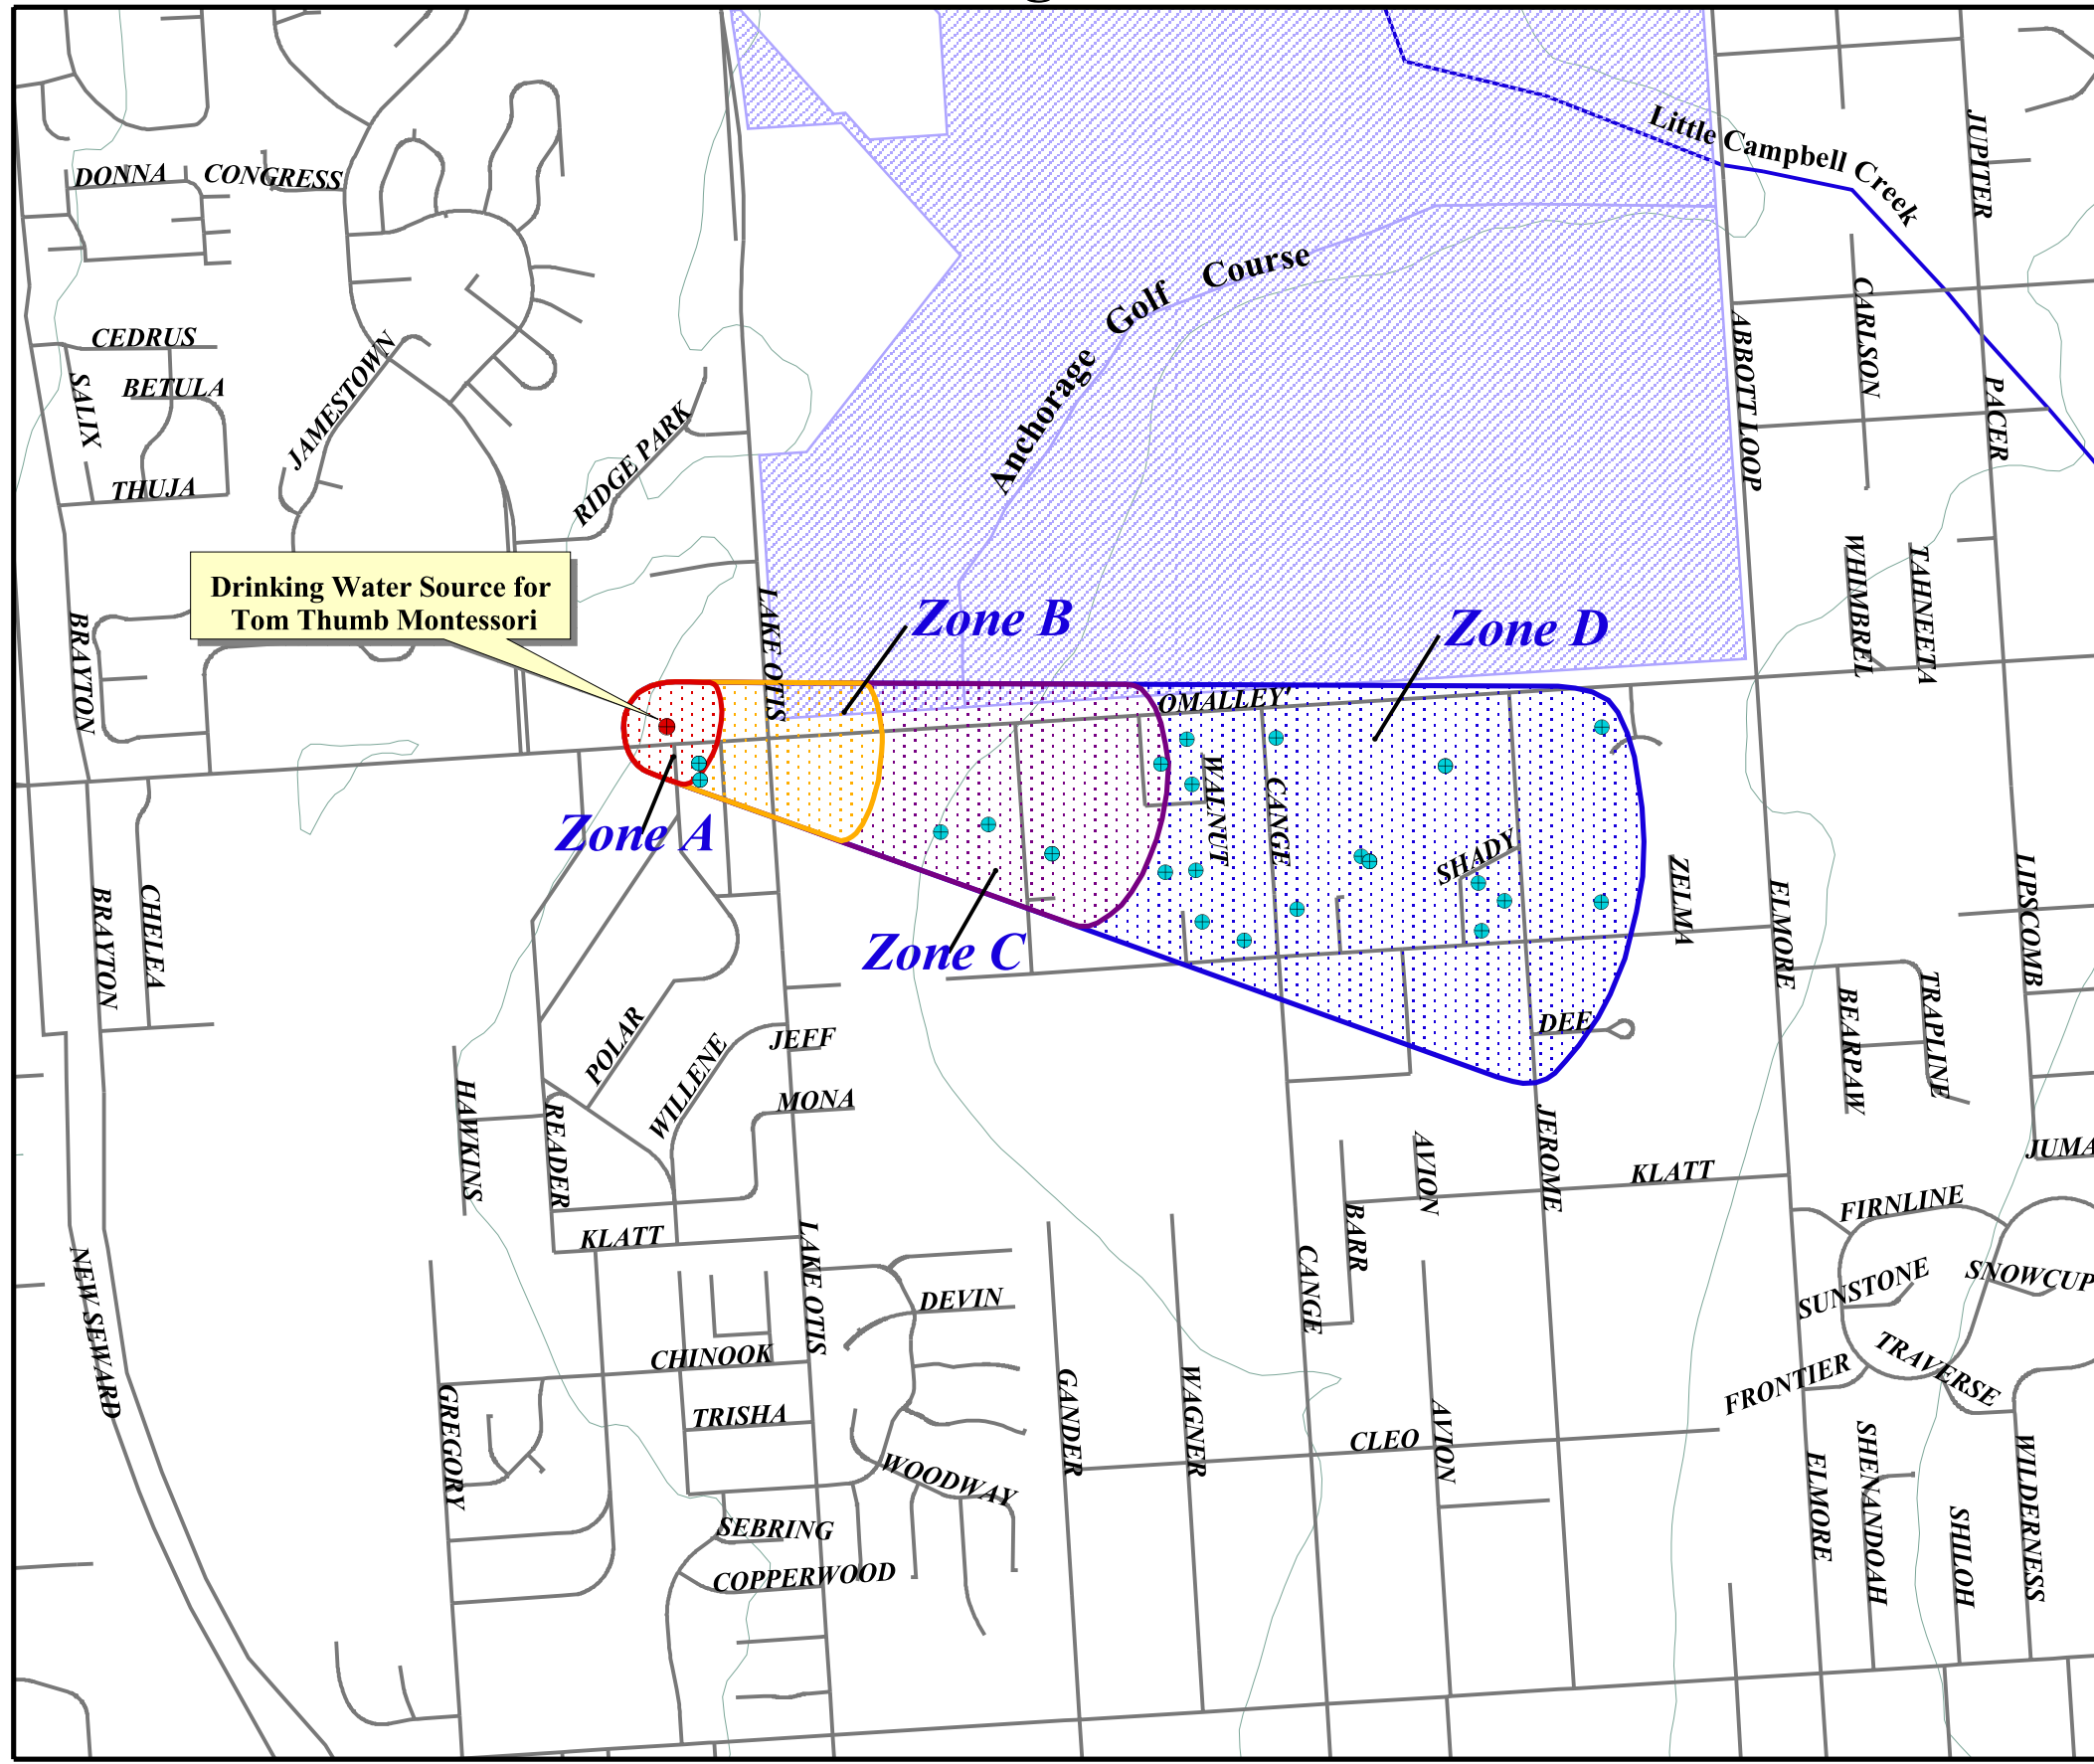 Little Campbell Creek
JUPITER
DONNA
CONGRESS
Anchorage Golf Course
CARLSON
ABBOTT LOOP
CEDRUS
JAMESTOWN
SALIX
BETULA
PACER
RIDGE PARK
THUJA
WHIMBREL
TAHNEETA
Drinking Water Source for
Tom Thumb Montessori
LAKE OTIS
Zone B
Zone D
BRAYTON
OMALLEY
WALNUT
CANGE
Zone A
SHADY
ZELMA
LIPSCOMB
BRAYTON
CHELEA
ELMORE
Zone C
TRAPLINE
BEARPAW
POLAR
WILLENE
JEFF
DEE
HAWKINS
READER
MONA
JEROME
AVION
JUMA
KLATT
BARR
FIRNLINE
KLATT
LAKE OTIS
NEW SEWARD
CANGE
SUNSTONE
SNOWCUP
DEVIN
CHINOOK
TRAVERSE
FRONTIER
GANDER
WAGNER
GREGORY
TRISHA
AVION
CLEO
WOODWAY
ELMORE
SHENANDOAH
WILDERNESS
SHILOH
SEBRING
COPPERWOOD